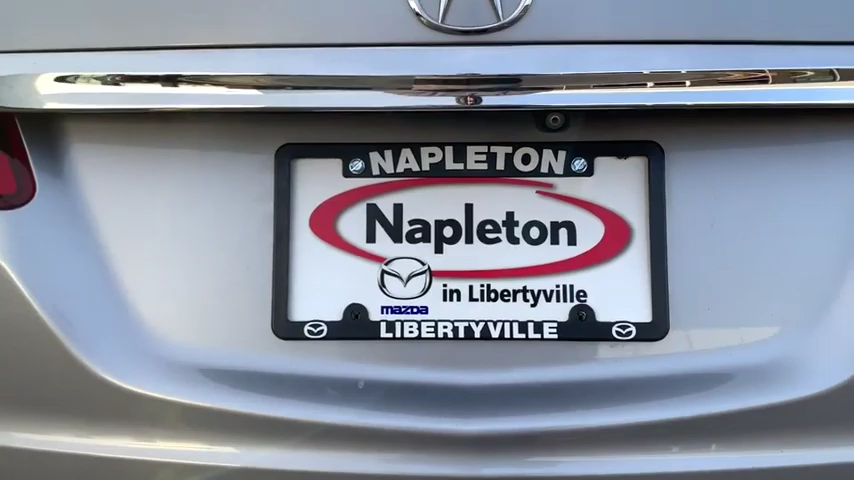 NAPLETON
Napleton
in Libertyville
mazda
LIBERTYVILLE